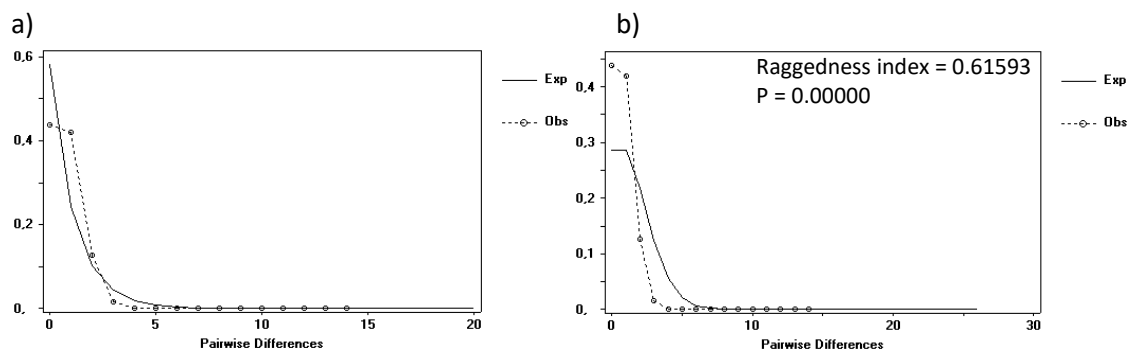 a)
0,6
0,4
0,2
0,
0
5
10
15
20
Pairwise Differences
Exp
Obs
b)
Raggedness index = 0.61593
P = 0.00000
0,4
0,3
0,2
0,1
0,
0
10
20
30
Pairwise Differences
Exp
Obs